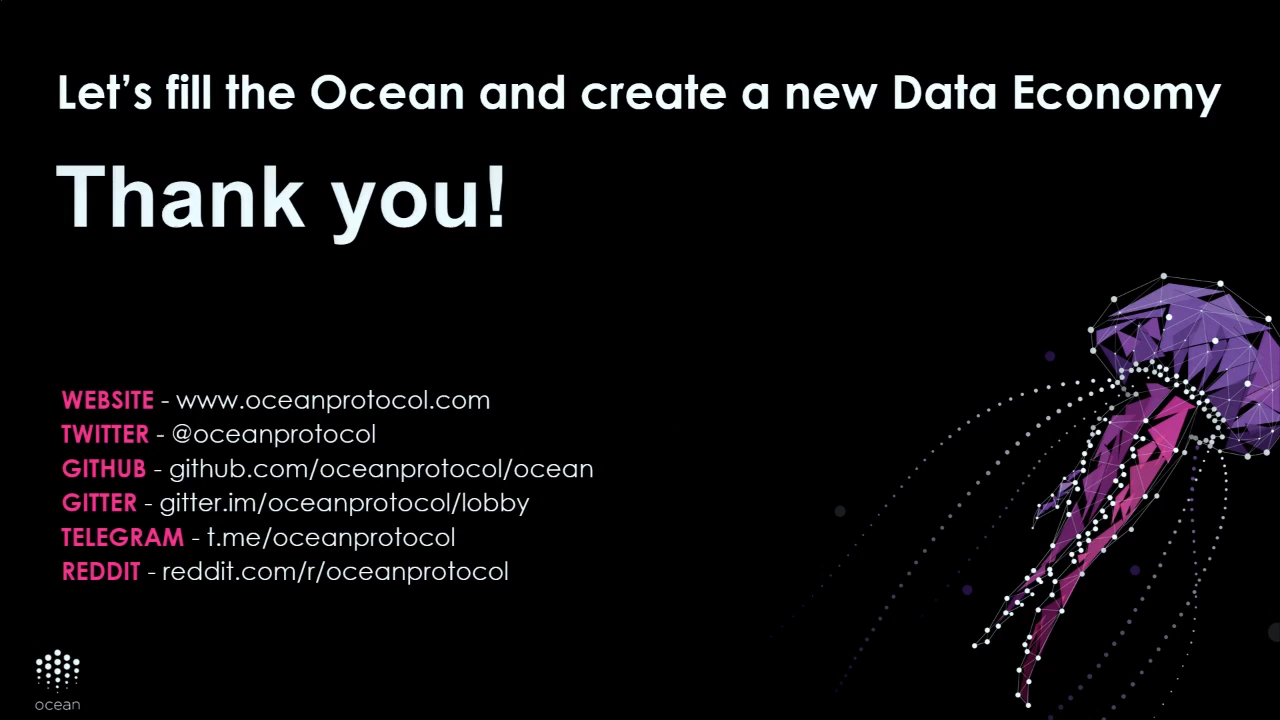 Let's fill the Ocean and create a new Data Economy
Thank you!
WEBSITE - www.oceanprotocol.com
TWITTER - @oceanprotocol
GITHUB - github.com/oceanprotocol/ocean
GITTER - gitter.im/oceanprotocol/lobby
TELEGRAM - t.me/oceanprotocol
REDDIT - reddit.com/r/oceanprotocol
ocean